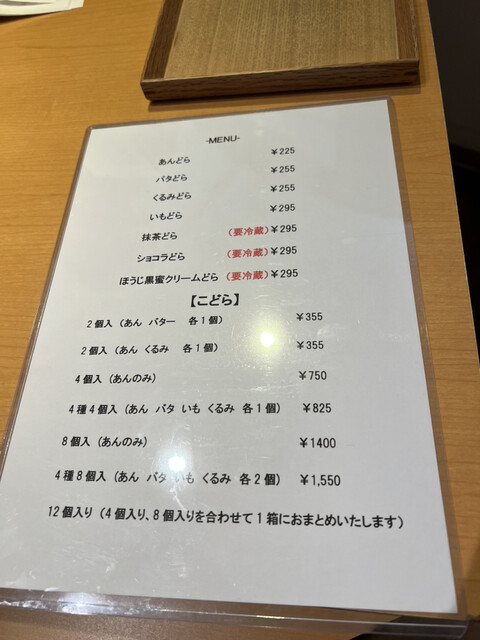 -MENU-
あんどら ￥225
バタどら ￥255
くるみどら ￥255
いもどら ￥295
抹茶どら (要冷蔵) ￥295
ショコラどら (要冷蔵) ￥295
ほうじ黒蜜クリームどら (要冷蔵) ￥295
【こどら】
2個入 (あん バター 各1個) ￥355
2個入 (あん くるみ 各1個) ￥355
4個入 (あんのみ) ￥750
4種4個入 (あん バタ いも くるみ 各1個) ￥825
8個入 (あんのみ) ￥1400
4種8個入 (あん バタ いも くるみ 各2個) ￥1,550
12個入り (4個入り、8個入りを合わせて1箱におまとめいたします)